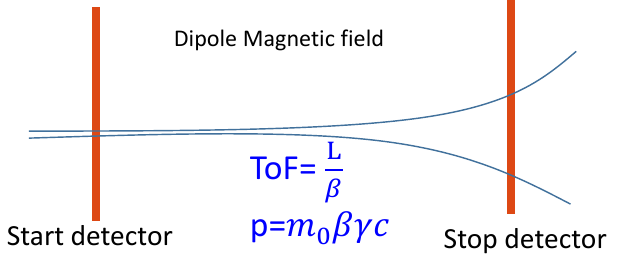 Dipole Magnetic field
ToF= L/β
p=m₀βγc
Start detector
Stop detector